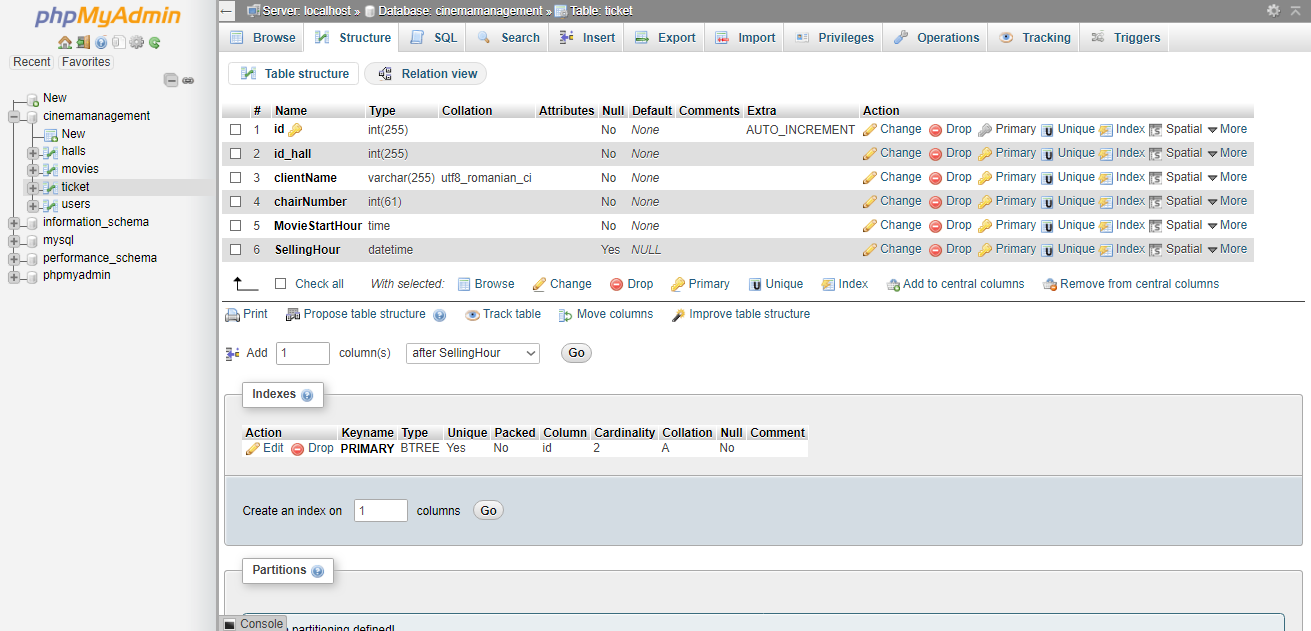 phpMyAdmin
Recent Favorites
New
cinemamanagement
New
halls
movies
ticket
users
information_schema
mysql
performance_schema
phpmyadmin
Server: localhost » Database: cinemamanagement » Table: ticket
Browse Structure SQL Search Insert Export Import Privileges Operations Tracking Triggers
Table structure Relation view
# Name Type Collation Attributes Null Default Comments Extra Action
1 id int(255) No None AUTO_INCREMENT Change Drop Primary Unique Index Spatial More
2 id_hall int(255) No None Change Drop Primary Unique Index Spatial More
3 clientName varchar(255) utf8_romanian_ci No None Change Drop Primary Unique Index Spatial More
4 chairNumber int(61) No None Change Drop Primary Unique Index Spatial More
5 MovieStartHour time No None Change Drop Primary Unique Index Spatial More
6 SellingHour datetime Yes NULL Change Drop Primary Unique Index Spatial More
Check all With selected: Browse Change Drop Primary Unique Index Add to central columns Remove from central columns
Print Propose table structure Track table Move columns Improve table structure
Add 1 column(s) after SellingHour Go
Indexes
Action Keyname Type Unique Packed Column Cardinality Collation Null Comment
Edit Drop PRIMARY BTREE Yes No id 2 A No
Create an index on 1 columns Go
Partitions
Console
partitioning defined!